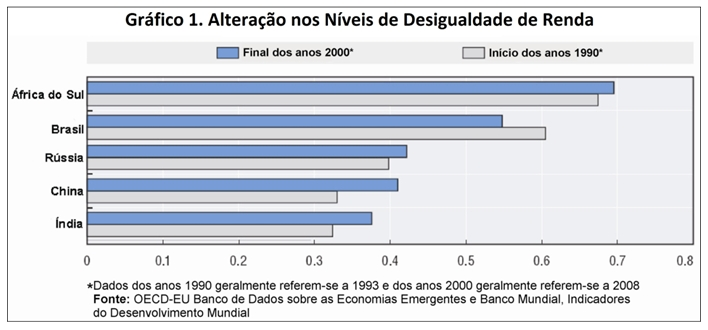 Gráfico 1. Alteração nos Níveis de Desigualdade de Renda
Final dos anos 2000*
Início dos anos 1990*
África do Sul
Brasil
Rússia
China
Índia
0 0.1 0.2 0.3 0.4 0.5 0.6 0.7 0.8
*Dados dos anos 1990 geralmente referem-se a 1993 e dos anos 2000 geralmente referem-se a 2008
Fonte: OECD-EU Banco de Dados sobre as Economias Emergentes e Banco Mundial, Indicadores
do Desenvolvimento Mundial